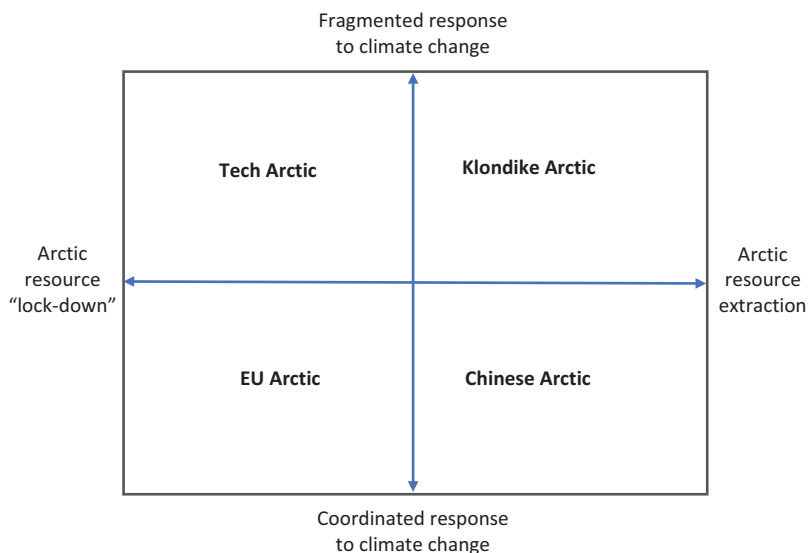 Fragmented response
to climate change
Tech Arctic
Klondike Arctic
Arctic
resource
“lock-down”
Arctic
resource
extraction
EU Arctic
Chinese Arctic
Coordinated response
to climate change